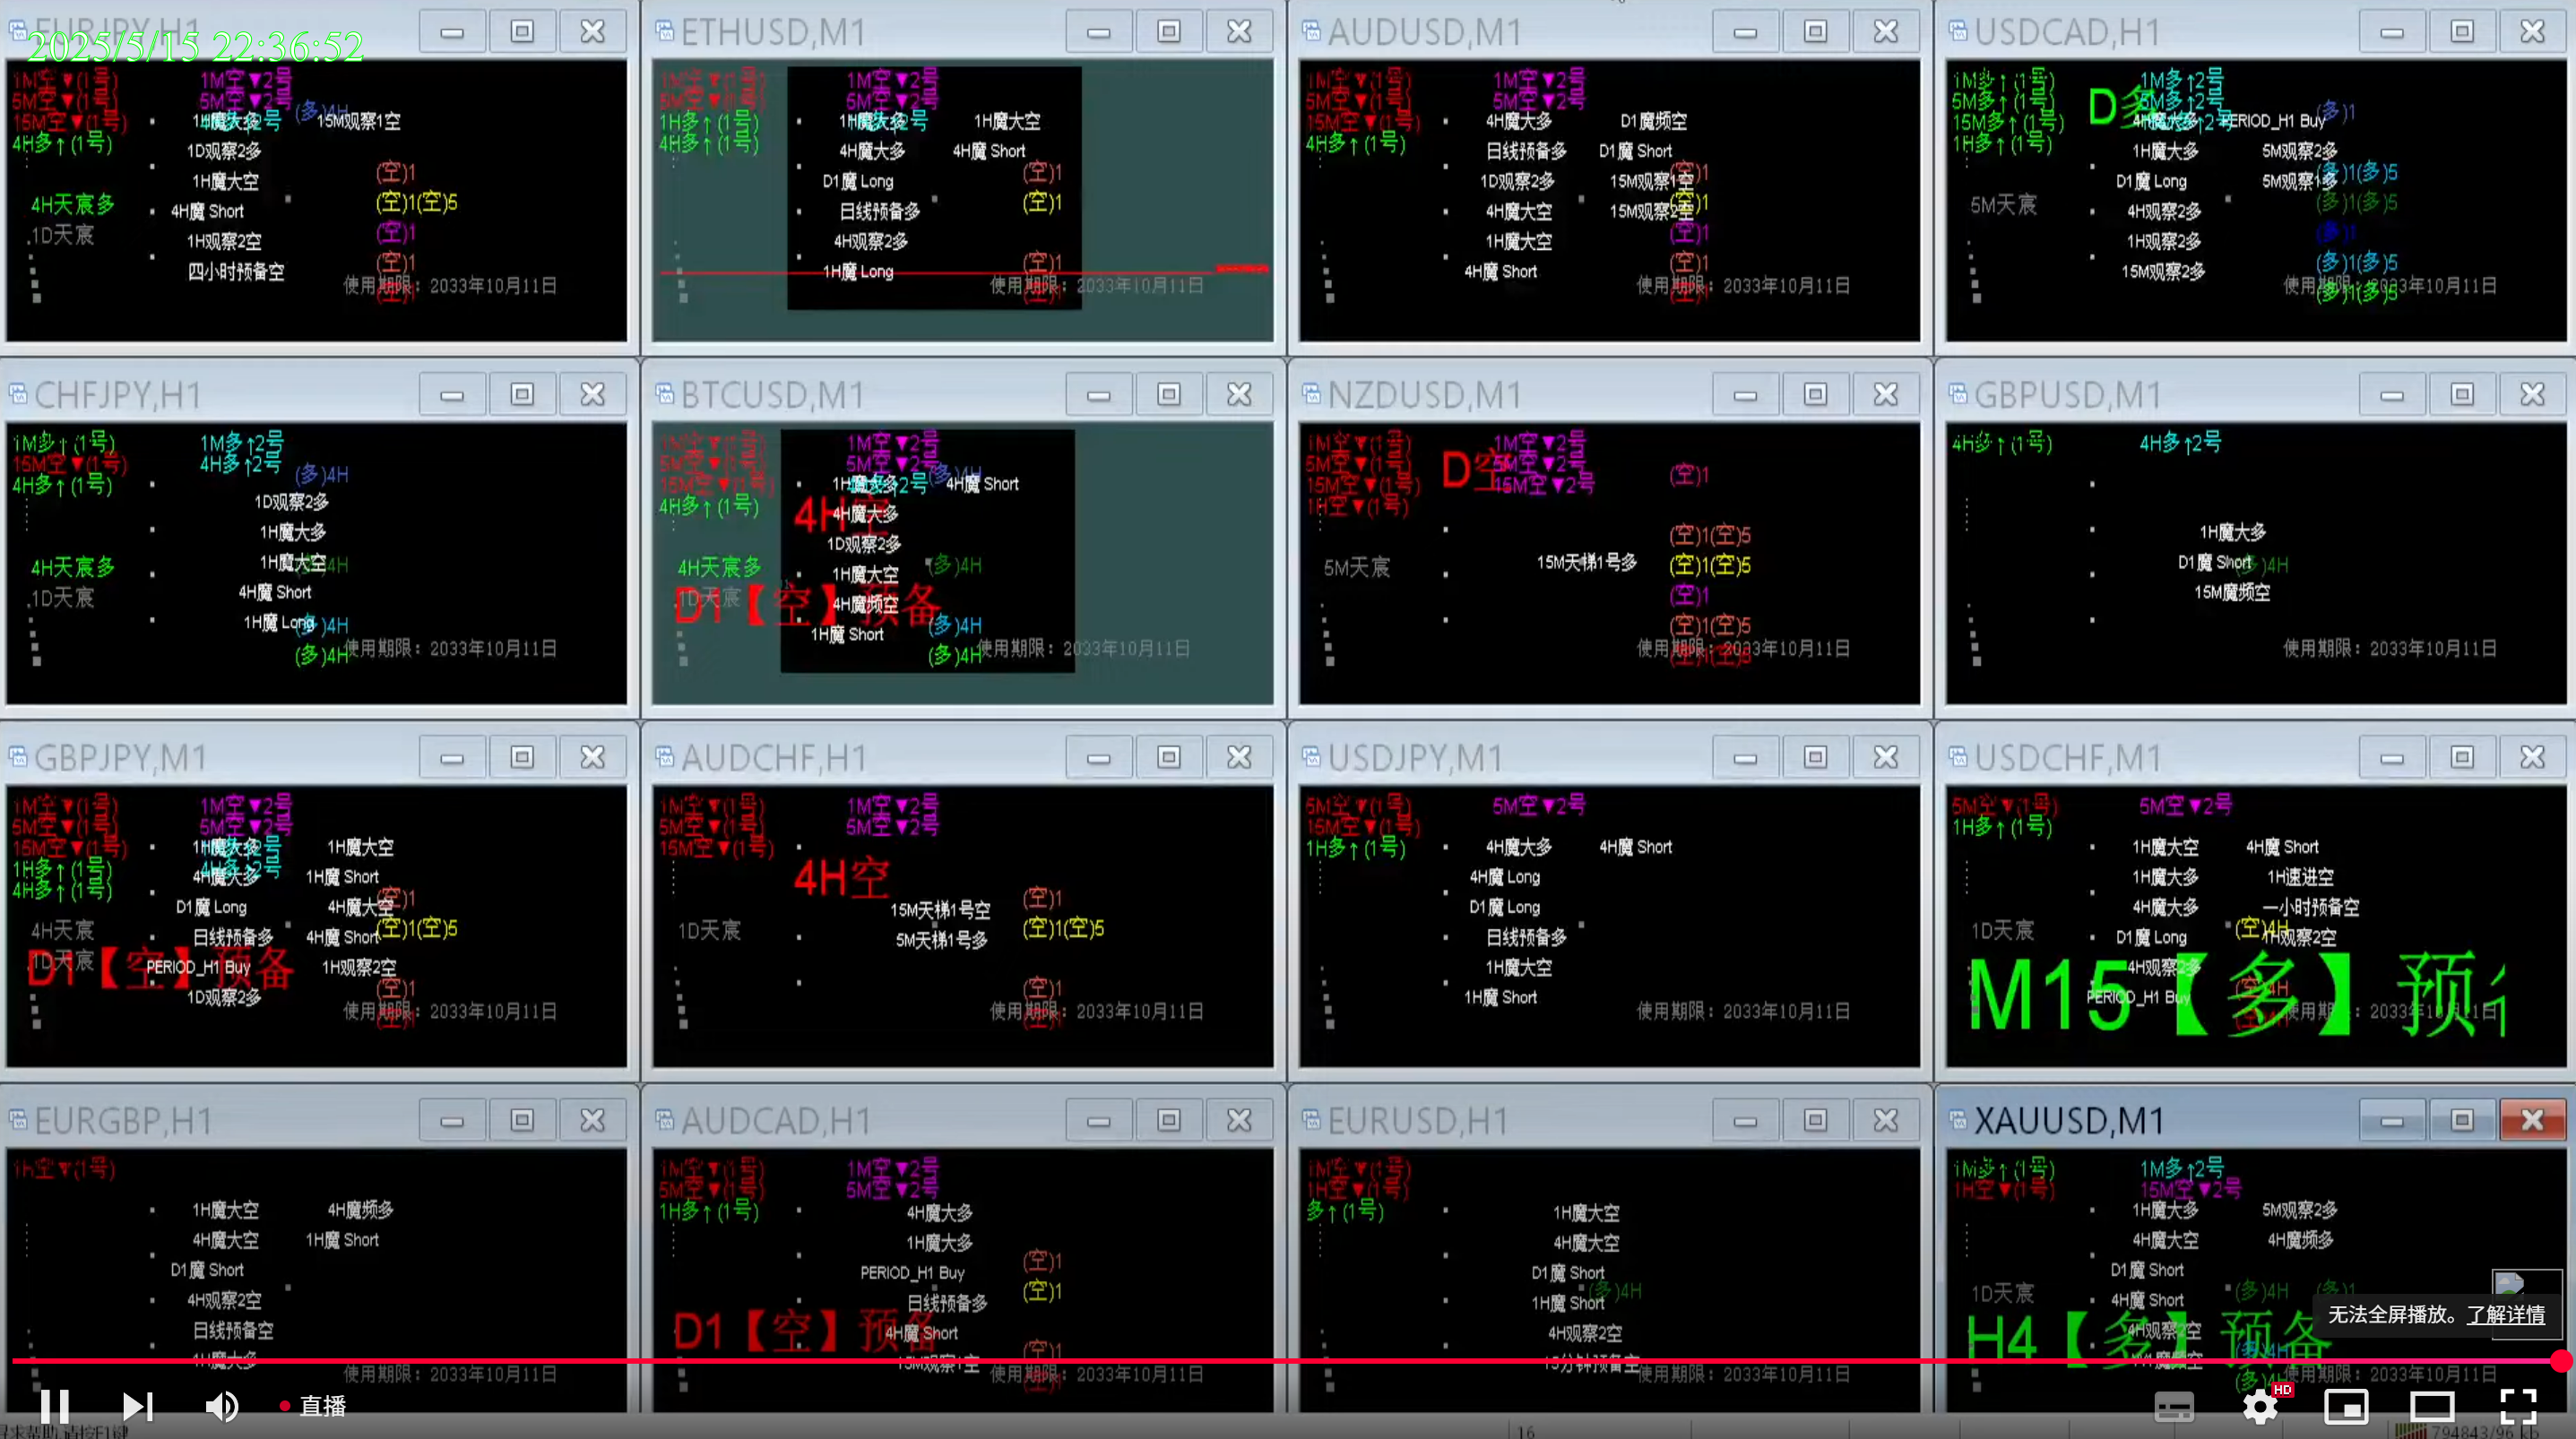 EURJPY,H1
2025/5/15 22:36:52
1M空▼(1号)
5M空▼(1号)
15M空▼(1号)
4H多↑(1号)
1M空▼2号
5M空▼2号
(多)4H
1H魔大多
15M观察1空
1D观察2多
1H魔大空
4H魔 Short
1H观察2空
四小时预备空
(空)1
(空)1(空)5
(空)1
(空)1
4H天宸多
1D天宸
使用期限：2033年10月11日
ETHUSD,M1
1M空▼(1号)
5M空▼(1号)
1H多↑(1号)
4H多↑(1号)
1M空▼2号
5M空▼2号
1H魔大多
1H魔大空
4H魔大多
4H魔 Short
D1魔 Long
日线预备多
4H观察2多
1H魔 Long
(空)1
(空)1
(空)1
使用期限：2033年10月11日
AUDUSD,M1
1M空▼(1号)
5M空▼(1号)
15M空▼(1号)
4H多↑(1号)
1M空▼2号
5M空▼2号
4H魔大多
D1魔频空
日线预备多
D1魔 Short
1D观察2多
15M观察1空
4H魔大空
15M观察2空
1H魔大空
4H魔 Short
(空)1
(空)1
(空)1
(空)1
使用期限：2033年10月11日
USDCAD,H1
1M多↑(1号)
5M多↑(1号)
15M多↑(1号)
1H多↑(1号)
D多
1M多↑2号
5M多↑2号
(多)1
4H魔大多
PERIOD_H1 Buy
1H魔大多
5M观察2多
D1魔 Long
5M观察1多
4H观察2多
1H观察2多
15M观察2多
(多)1(多)5
(多)1(多)5
(多)1
(多)1(多)5
(多)1(多)5
5M天宸
使用期限：2033年10月11日
CHFJPY,H1
1M多↑(1号)
15M空▼(1号)
4H多↑(1号)
1M多↑2号
4H多↑2号
(多)4H
1D观察2多
1H魔大多
1H魔大空
4H魔 Short
1H魔 Long
(多)4H
(多)4H
(多)4H
4H天宸多
1D天宸
使用期限：2033年10月11日
BTCUSD,M1
1M空▼(1号)
5M空▼(1号)
15M空▼(1号)
4H多↑(1号)
1M空▼2号
5M空▼2号
(多)4H
1H魔大多
4H魔 Short
4H空
4H魔大多
1D观察2多
1H魔大空
4H魔频空
1H魔 Short
(多)4H
(多)4H
(多)4H
4H天宸多
1D天宸
D1【空】预备
使用期限：2033年10月11日
NZDUSD,M1
1M空▼(1号)
5M空▼(1号)
15M空▼(1号)
1H空▼(1号)
D空
1M空▼2号
5M空▼2号
15M空▼2号
(空)1
(空)1(空)5
15M天梯1号多
(空)1(空)5
(空)1
(空)1(空)5
(空)1(空)5
5M天宸
使用期限：2033年10月11日
GBPUSD,M1
4H多↑(1号)
4H多↑2号
1H魔大多
D1魔 Short
(多)4H
15M魔频空
使用期限：2033年10月11日
GBPJPY,M1
1M空▼(1号)
5M空▼(1号)
15M空▼(1号)
1H多↑(1号)
4H多↑(1号)
1M空▼2号
5M空▼2号
1H魔大多
1H魔大空
4H魔大多
1H魔 Short
D1魔 Long
4H魔大空
日线预备多
4H魔 Short
PERIOD_H1 Buy
1H观察2空
1D观察2多
(空)1
(空)1(空)5
(空)1
4H天宸
1D天宸
D1【空】预备
使用期限：2033年10月11日
AUDCHF,H1
1M空▼(1号)
5M空▼(1号)
15M空▼(1号)
1M空▼2号
5M空▼2号
4H空
15M天梯1号空
5M天梯1号多
(空)1
(空)1(空)5
(空)1
1D天宸
使用期限：2033年10月11日
USDJPY,M1
5M空▼(1号)
15M空▼(1号)
1H多↑(1号)
5M空▼2号
4H魔大多
4H魔 Short
4H魔 Long
D1魔 Long
日线预备多
1H魔大空
1H魔 Short
使用期限：2033年10月11日
USDCHF,M1
5M空▼(1号)
1H多↑(1号)
5M空▼2号
1H魔大空
4H魔 Short
1H魔大多
1H速进空
4H魔大多
一小时预备空
D1魔 Long
1H观察2空
4H观察2多
PERIOD_H1 Buy
(空)4H
1D天宸
M15【多】预
使用期限：2033年10月11日
EURGBP,H1
1H空▼(1号)
1H魔大空
4H魔频多
4H魔大空
1H魔 Short
D1魔 Short
4H观察2空
日线预备空
1H魔大多
使用期限：2033年10月11日
AUDCAD,H1
1M空▼(1号)
5M空▼(1号)
1H多↑(1号)
1M空▼2号
5M空▼2号
4H魔大多
1H魔大多
PERIOD_H1 Buy
日线预备多
4H魔 Short
15M观察1空
(空)1
(空)1
(空)1
D1【空】预备
使用期限：2033年10月11日
EURUSD,H1
1M空▼(1号)
1H空▼(1号)
多↑(1号)
1H魔大空
4H魔大空
D1魔 Short
(多)4H
1H魔 Short
4H观察2空
15分钟预备空
使用期限：2033年10月11日
XAUUSD,M1
1M多↑(1号)
1H空▼(1号)
1M多↑2号
15M空▼2号
1H魔大多
5M观察2多
4H魔大空
4H魔频多
D1魔 Short
4H魔 Short
(多)4H
(多)1
4H观察2空
1D天宸
H4【多】预备
使用期限：2033年10月11日
无法全屏播放。了解详情
直播
HD
寻求帮助,请按F1键
16
794843/96 kb